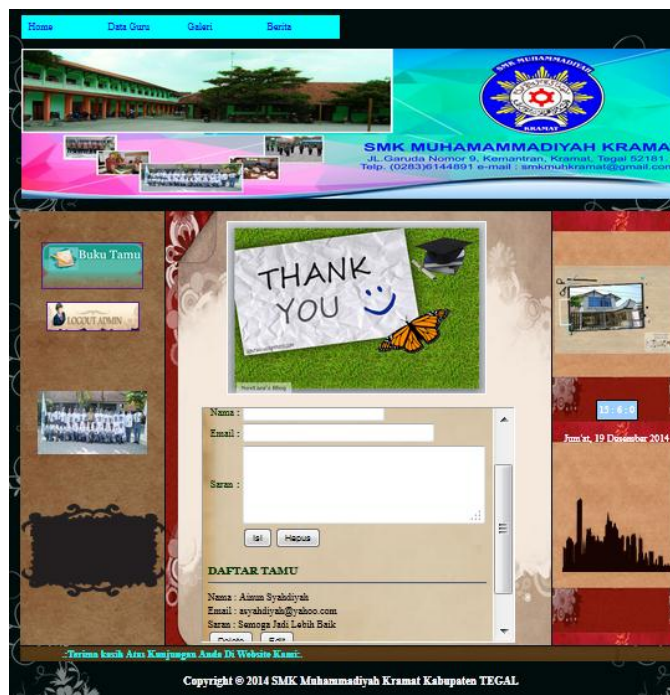 Home Data Guru Galeri Berita
SMK MUHAMMADIYAH
KRAMAT
SMK MUHAMAMMADIYAH KRAMA
JL.Garuda Nomor 9, Kemantran, Kramat, Tegal 52181.
Telp. (0283)6144891 e-mail : smkmuhkramat@gmail.com
Buku Tamu
LOGOUT ADMIN
THANK
YOU
Nama :
Email :
Saran :
Isi Hapus
DAFTAR TAMU
Nama : Ainun Syahdiyah
Email : asyahdiyah@yahoo.com
Saran : Semoga Jadi Lebih Baik
Delete Edit
15 : 6 : 0
Jum'at, 19 Desember 2014
.:Terima kasih Atas Kunjungan Anda Di Website Kami:.
Copyright © 2014 SMK Muhammadiyah Kramat Kabupaten TEGAL